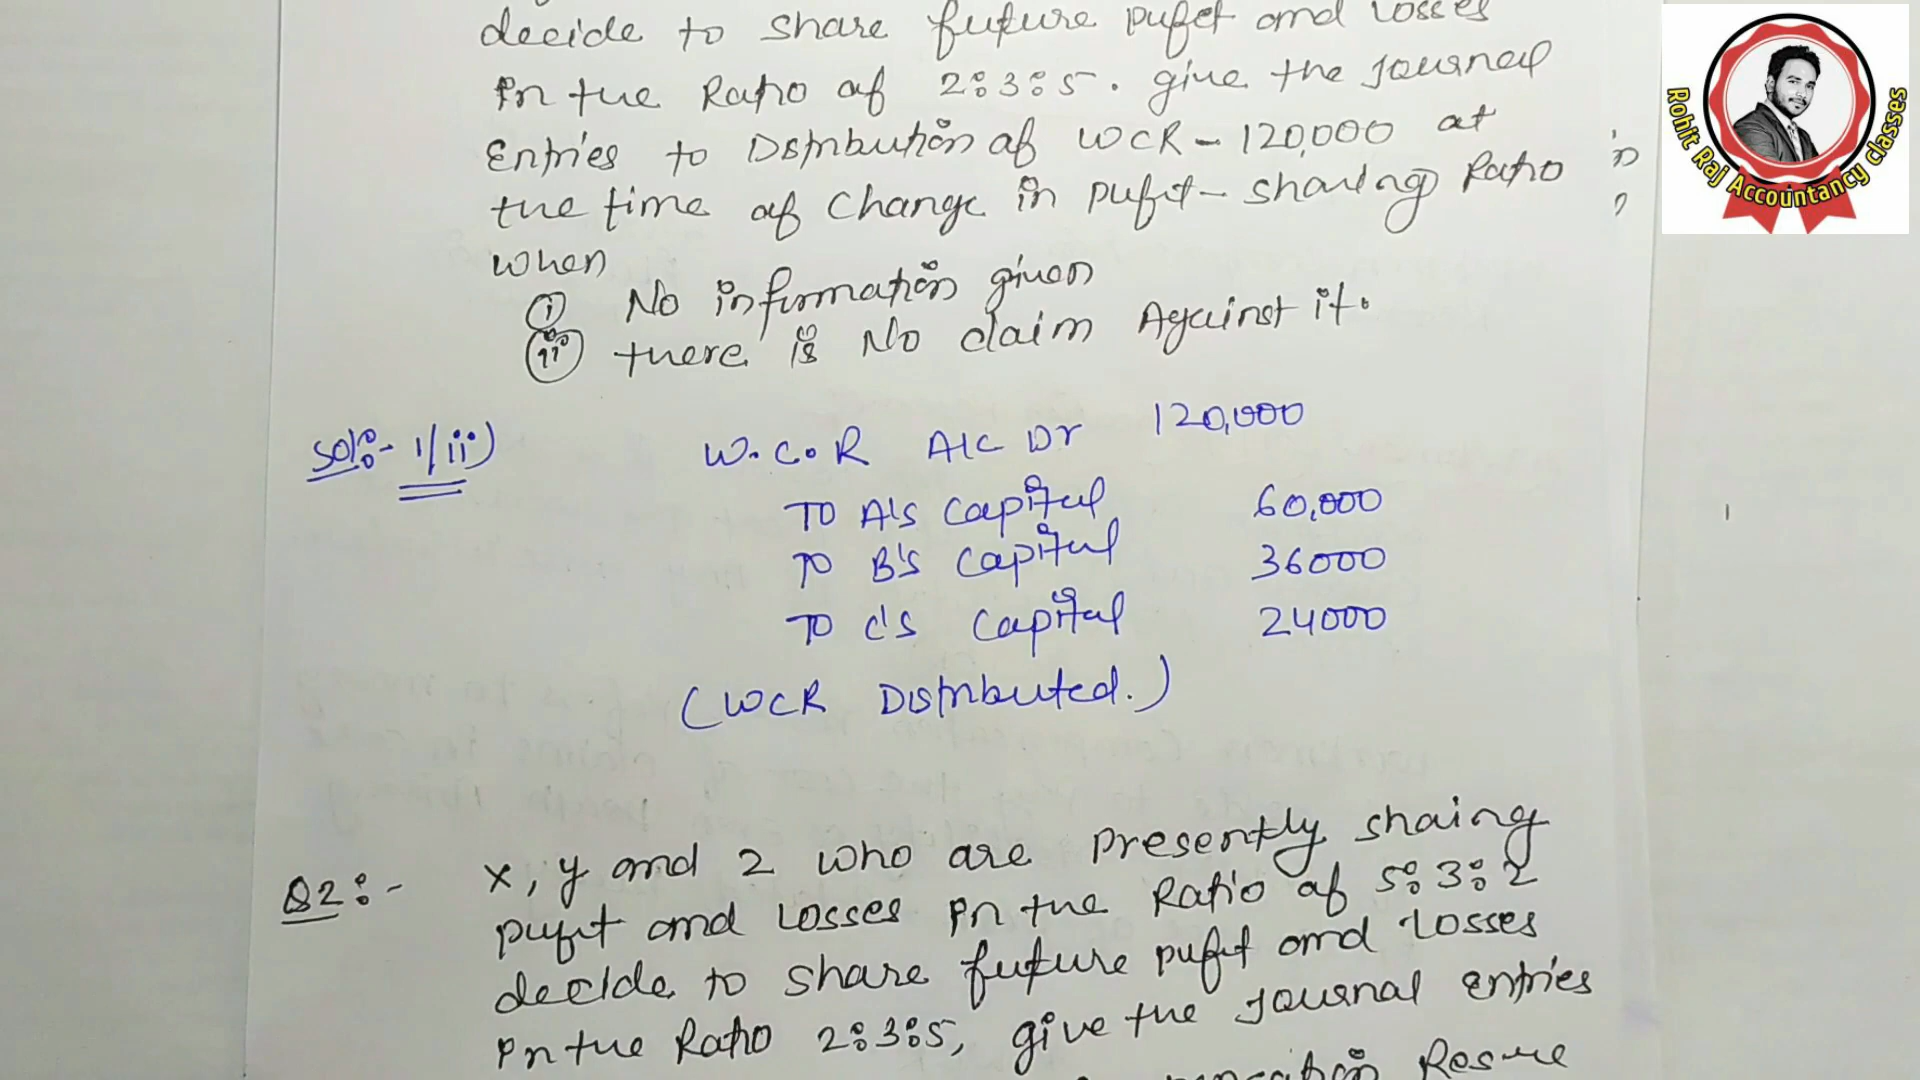 decide to share future profit and losses
in the Ratio of 2:3:5. give the Journal
Entries to Distribution of WCR - 120,000 at
the time of Change in profit - sharing Ratio
when
(i) No information given
(ii) there is No claim Against it.
Sol:- i/ii)
W.C.R A/C Dr 120,000
TO A's Capital 60,000
TO B's Capital 36000
TO C's Capital 24000
(WCR Distributed.)
Q2:- X, Y and Z who are Presently shaing
profit and Losses in the Ratio of 5:3:2
decide to share future profit and losses
in the Ratio 2:3:5, give the Journal entries
Rohit Raj Accountancy classes